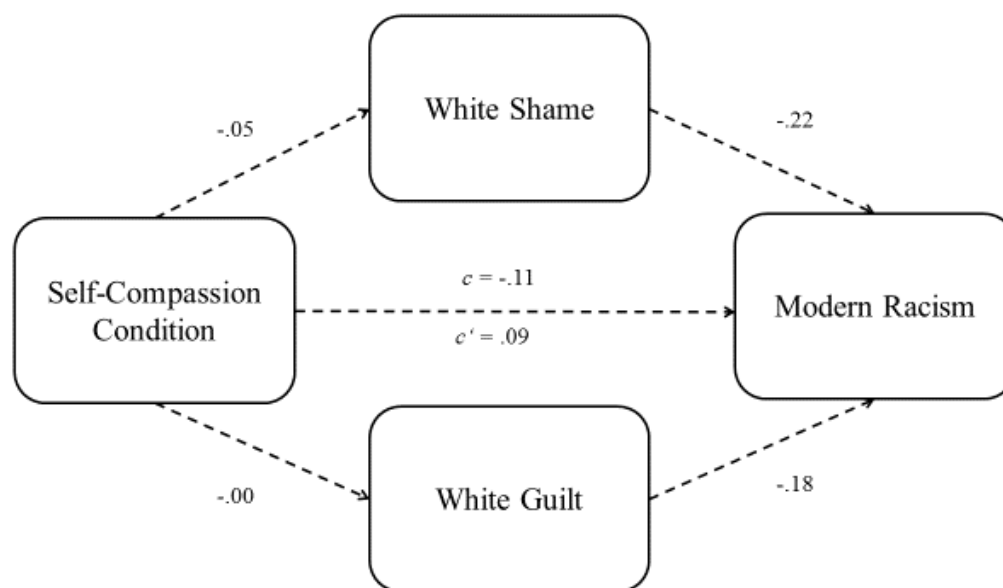 White Shame
-.05
-.22
Self-Compassion
Condition
c = -.11
c‘ = .09
Modern Racism
-.00
White Guilt
-.18